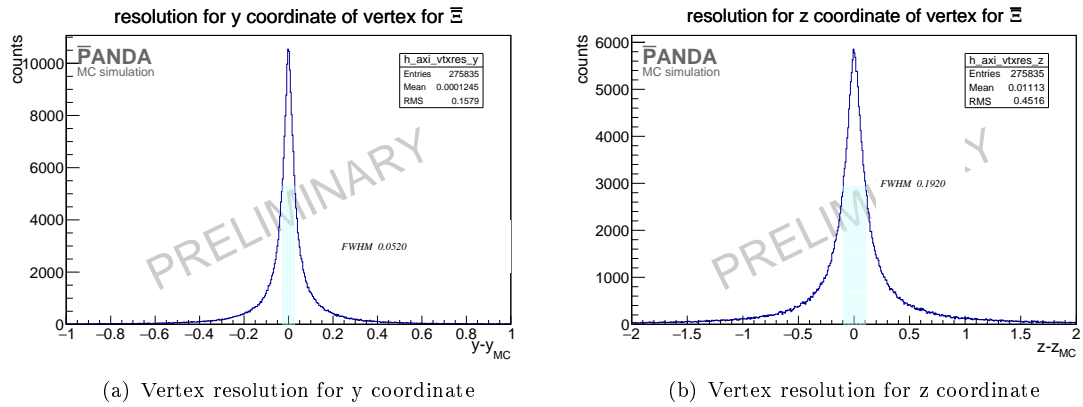 resolution for y coordinate of vertex for Ξ̅
counts
P̅ANDA
MC simulation
h_axi_vtxres_y
Entries 275835
Mean 0.0001245
RMS 0.1579
PRELIMINARY
FWHM 0.0520
10000
8000
6000
4000
2000
0
−1 −0.8 −0.6 −0.4 −0.2 0 0.2 0.4 0.6 0.8 1
y-yMC
(a) Vertex resolution for y coordinate
resolution for z coordinate of vertex for Ξ̅
counts
P̅ANDA
MC simulation
h_axi_vtxres_z
Entries 275835
Mean 0.01113
RMS 0.4516
PRELIM Y
FWHM 0.1920
6000
5000
4000
3000
2000
1000
0
−2 −1.5 −1 −0.5 0 0.5 1 1.5 2
z-zMC
(b) Vertex resolution for z coordinate